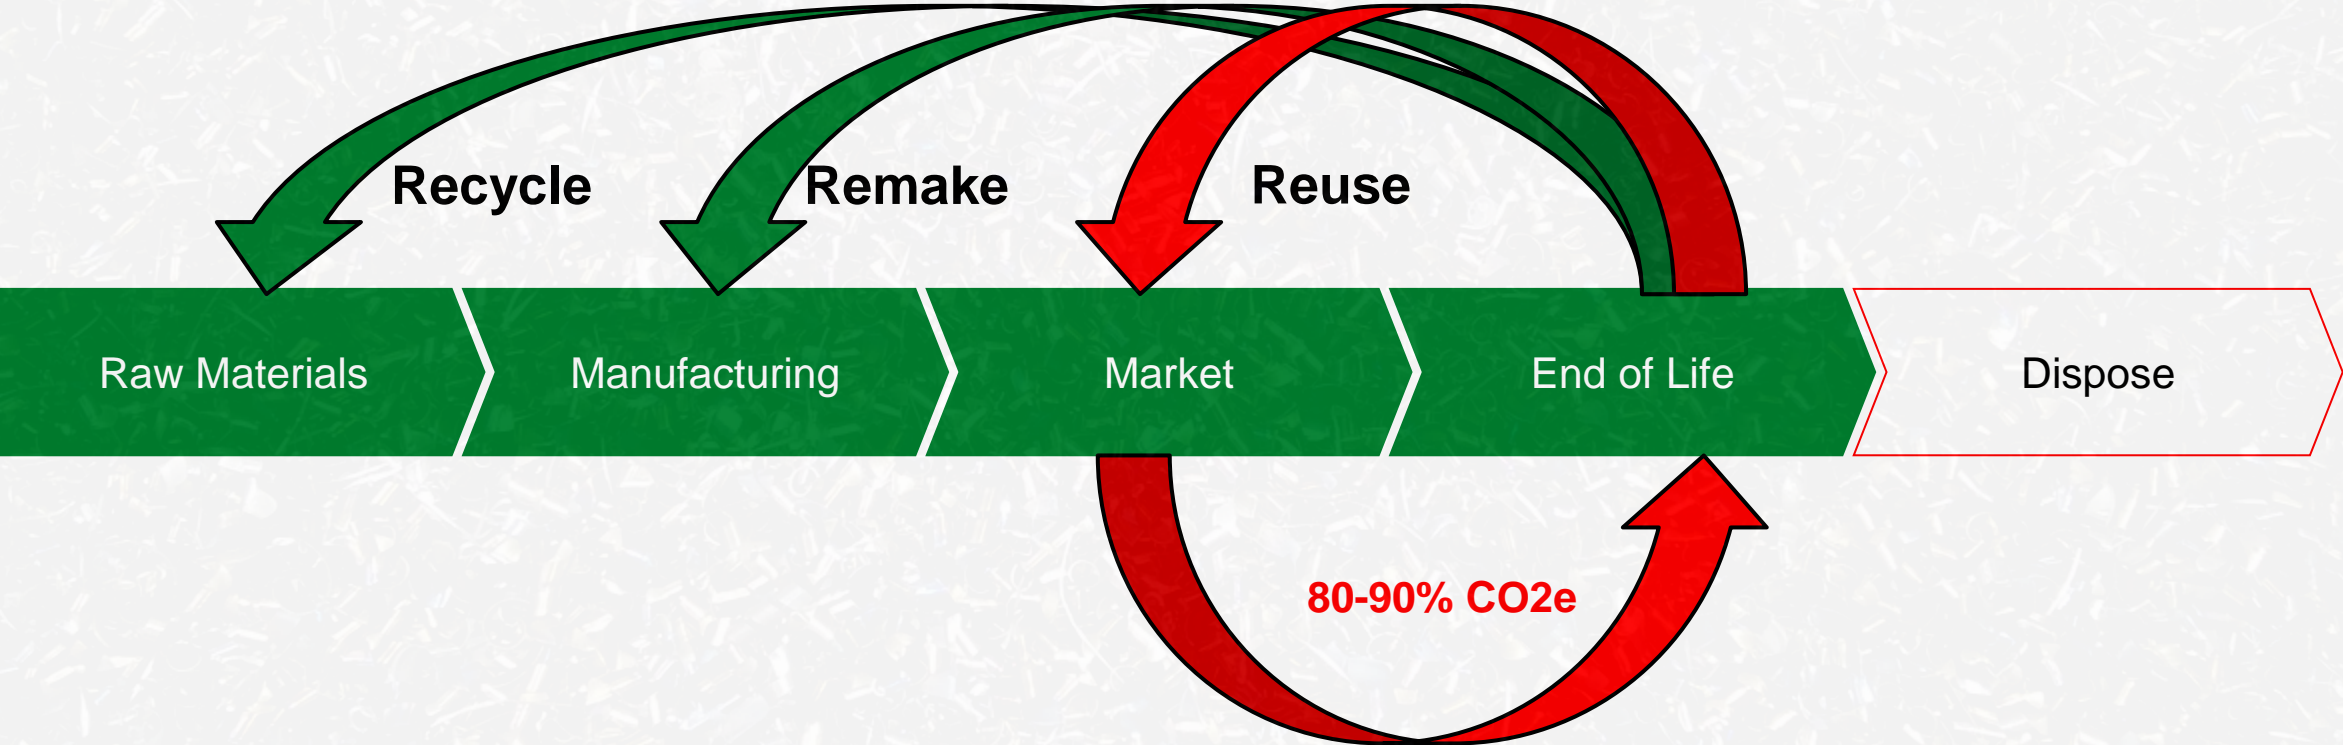 Recycle
Remake
Reuse
Raw Materials
Manufacturing
Market
End of Life
Dispose
80-90% CO2e